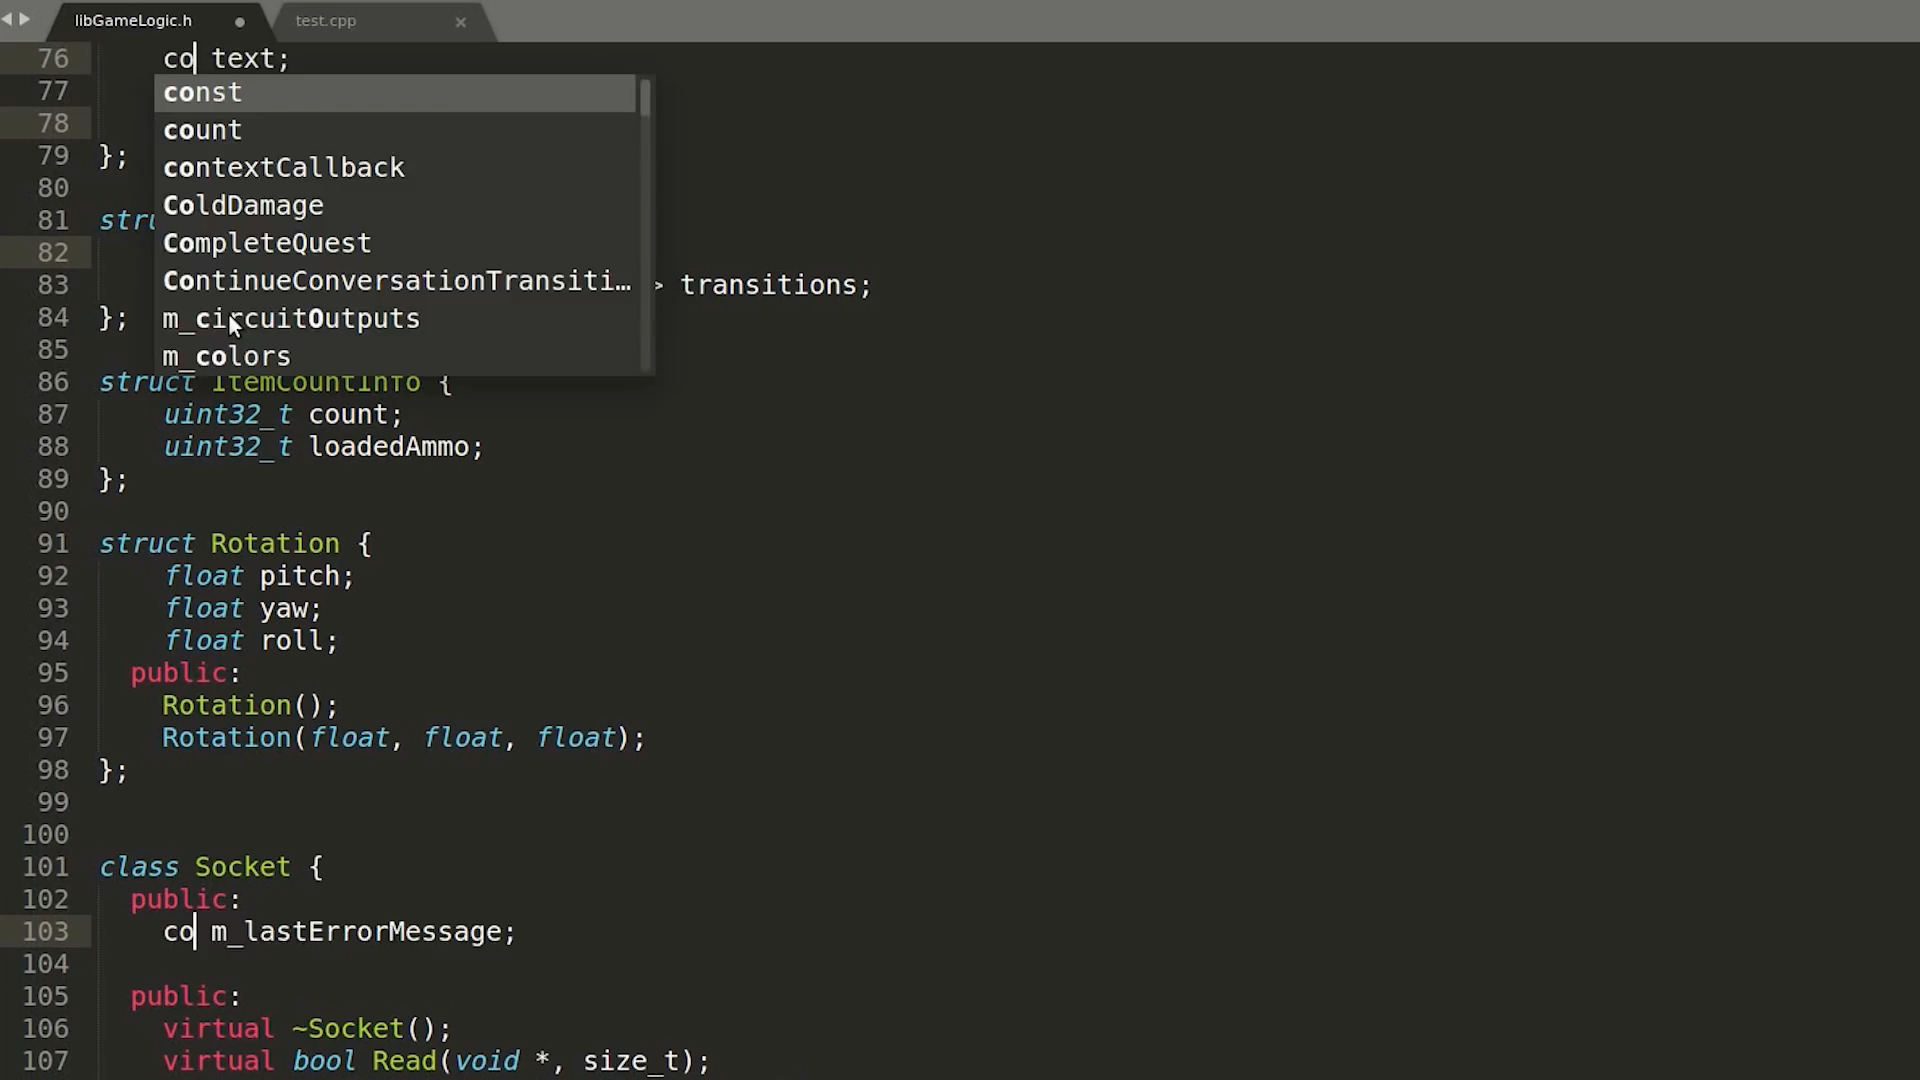 libGameLogic.h
test.cpp
76 co text;
77 const
78 count
79 }; contextCallback
80 ColdDamage
81 stru CompleteQuest
82 ContinueConversationTransiti…
83 > transitions;
84 }; m_circuitOutputs
85 m_colors
86 struct ItemCountInfo {
87 uint32_t count;
88 uint32_t loadedAmmo;
89 };
90
91 struct Rotation {
92 float pitch;
93 float yaw;
94 float roll;
95 public:
96 Rotation();
97 Rotation(float, float, float);
98 };
99
100
101 class Socket {
102 public:
103 co m_lastErrorMessage;
104
105 public:
106 virtual ~Socket();
107 virtual bool Read(void *, size_t);